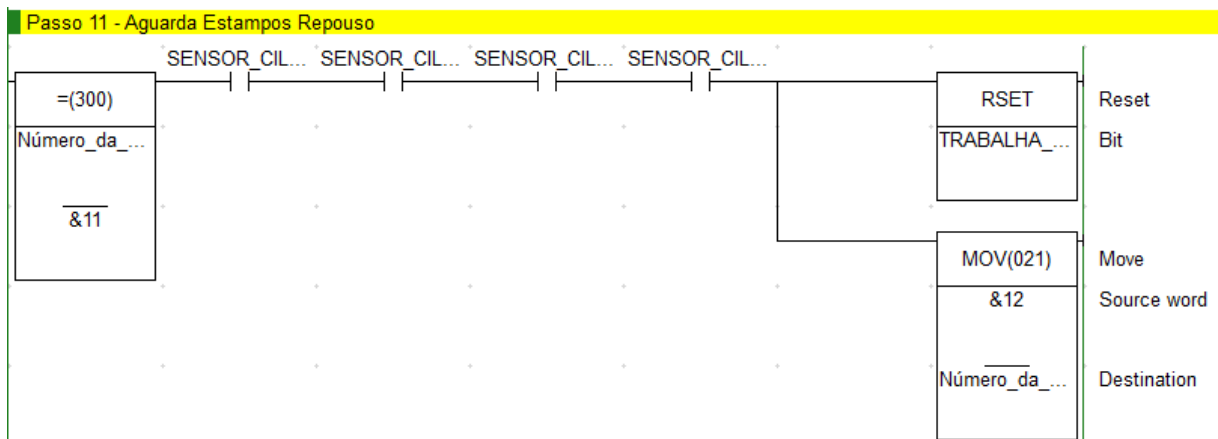 Passo 11 - Aguarda Estampos Repouso
SENSOR_CIL... SENSOR_CIL... SENSOR_CIL... SENSOR_CIL...
=(300)
Número_da_...
&11
RSET
Reset
TRABALHA_...
Bit
MOV(021)
Move
&12
Source word
Número_da_...
Destination